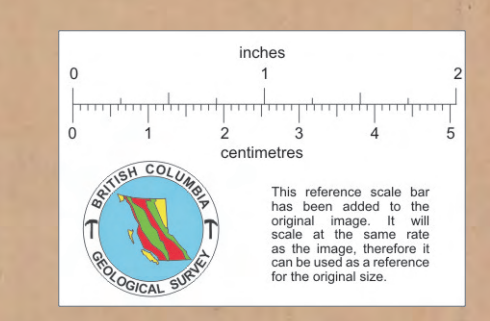 inches
0 1 2
0 1 2 3 4 5
centimetres
BRITISH COLUMBIA
GEOLOGICAL SURVEY
This reference scale bar
has been added to the
original image. It will
scale at the same rate
as the image, therefore it
can be used as a reference
for the original size.